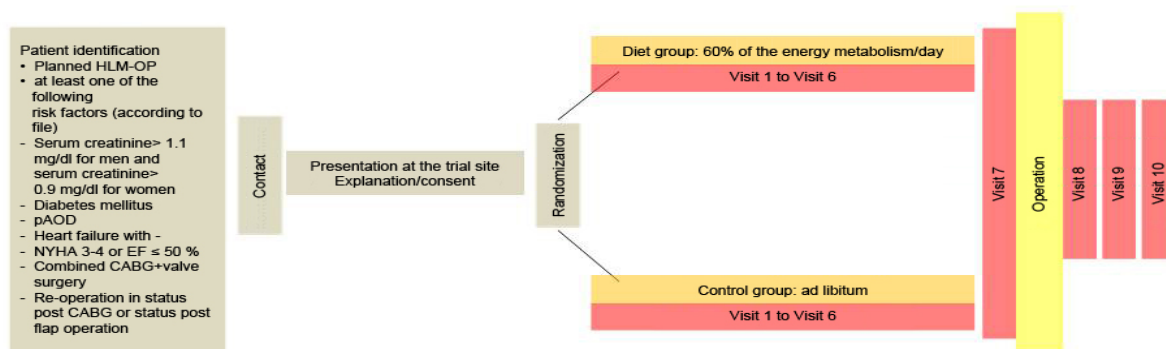 Patient identification
• Planned HLM-OP
• at least one of the
following
risk factors (according to
file)
- Serum creatinine> 1.1
mg/dl for men and
serum creatinine>
0.9 mg/dl for women
- Diabetes mellitus
- pAOD
- Heart failure with -
- NYHA 3-4 or EF ≤ 50 %
- Combined CABG+valve
surgery
- Re-operation in status
post CABG or status post
flap operation
Contact
Presentation at the trial site
Explanation/consent
Randomization
Diet group: 60% of the energy metabolism/day
Visit 1 to Visit 6
Control group: ad libitum
Visit 1 to Visit 6
Visit 7
Operation
Visit 8
Visit 9
Visit 10